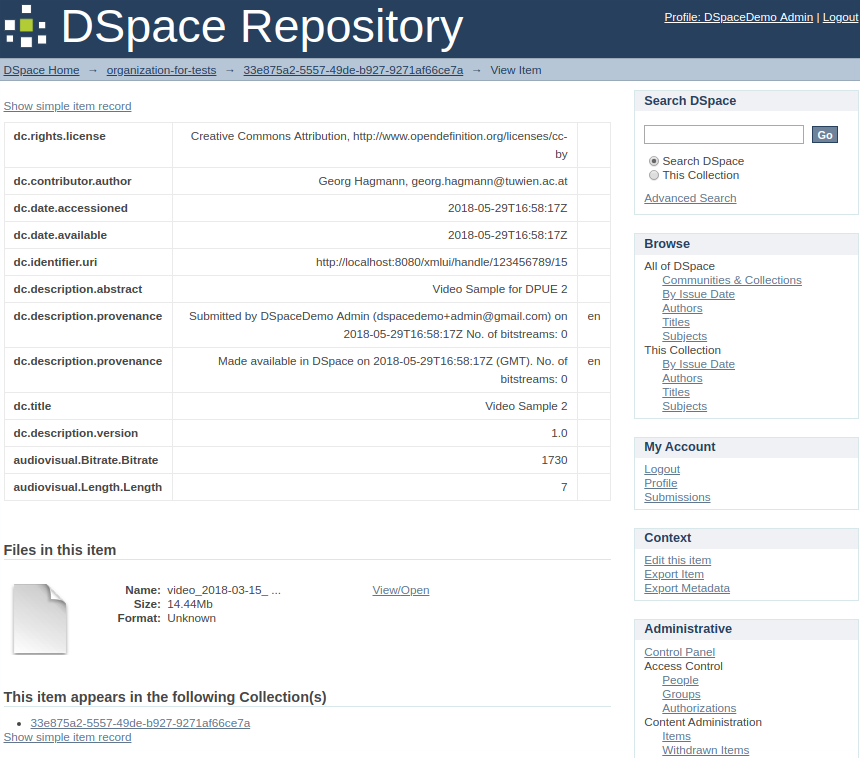 DSpace Repository
Profile: DSpaceDemo Admin | Logout
DSpace Home → organization-for-tests → 33e875a2-5557-49de-b927-9271af66ce7a → View Item
Show simple item record
dc.rights.license Creative Commons Attribution, http://www.opendefinition.org/licenses/cc-
by
dc.contributor.author Georg Hagmann, georg.hagmann@tuwien.ac.at
dc.date.accessioned 2018-05-29T16:58:17Z
dc.date.available 2018-05-29T16:58:17Z
dc.identifier.uri http://localhost:8080/xmlui/handle/123456789/15
dc.description.abstract Video Sample for DPUE 2
dc.description.provenance Submitted by DSpaceDemo Admin (dspacedemo+admin@gmail.com) on en
2018-05-29T16:58:17Z No. of bitstreams: 0
dc.description.provenance Made available in DSpace on 2018-05-29T16:58:17Z (GMT). No. of en
bitstreams: 0
dc.title Video Sample 2
dc.description.version 1.0
audiovisual.Bitrate.Bitrate 1730
audiovisual.Length.Length 7
Files in this item
Name: video_2018-03-15_ ... View/Open
Size: 14.44Mb
Format: Unknown
This item appears in the following Collection(s)
• 33e875a2-5557-49de-b927-9271af66ce7a
Show simple item record
Search DSpace
Go
Search DSpace
This Collection
Advanced Search
Browse
All of DSpace
Communities & Collections
By Issue Date
Authors
Titles
Subjects
This Collection
By Issue Date
Authors
Titles
Subjects
My Account
Logout
Profile
Submissions
Context
Edit this item
Export Item
Export Metadata
Administrative
Control Panel
Access Control
People
Groups
Authorizations
Content Administration
Items
Withdrawn Items